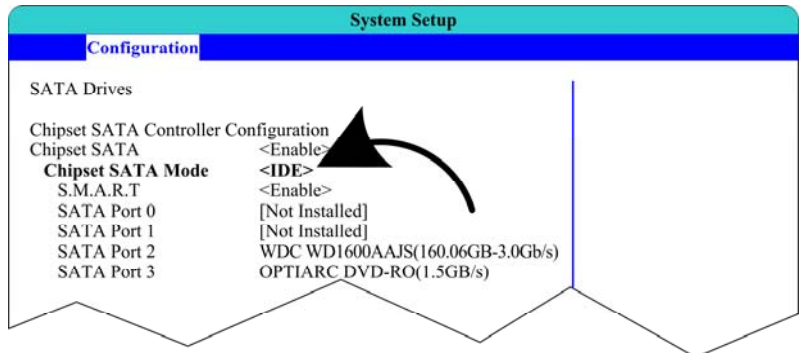 System Setup
Configuration
SATA Drives
Chipset SATA Controller Configuration
Chipset SATA <Enable>
Chipset SATA Mode <IDE>
S.M.A.R.T <Enable>
SATA Port 0 [Not Installed]
SATA Port 1 [Not Installed]
SATA Port 2 WDC WD1600AAJS(160.06GB-3.0Gb/s)
SATA Port 3 OPTIARC DVD-RO(1.5GB/s)